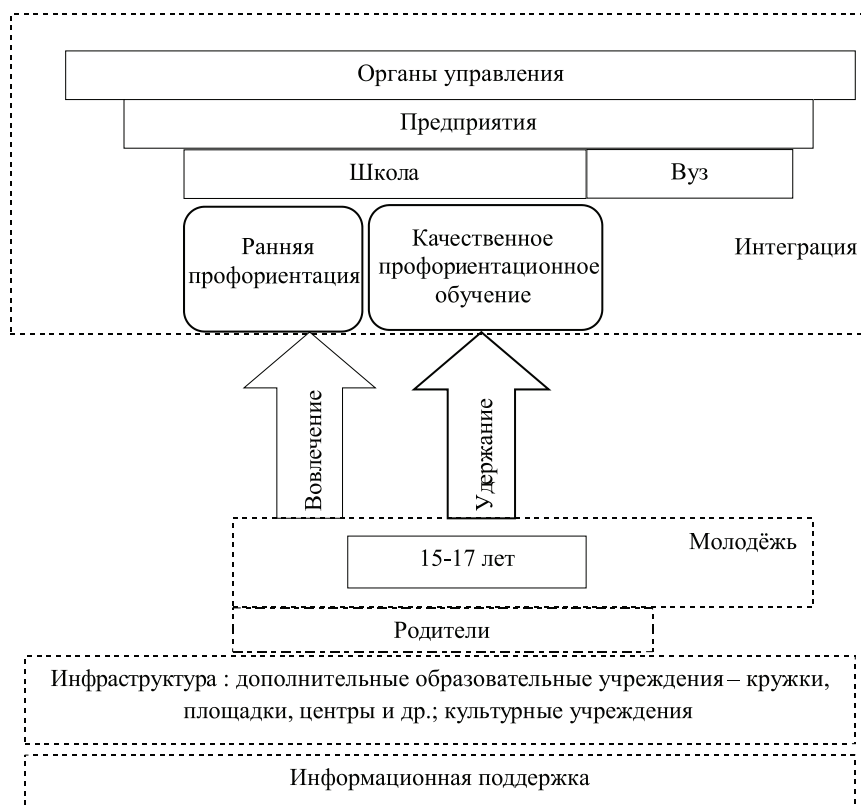 Органы управления
Предприятия
Школа
Вуз
Ранняя
профориентация
Качественное
профориентационное
обучение
Интеграция
Вовлечение
Удержание
Молодёжь
15-17 лет
Родители
Инфраструктура : дополнительные образовательные учреждения – кружки,
площадки, центры и др.; культурные учреждения
Информационная поддержка